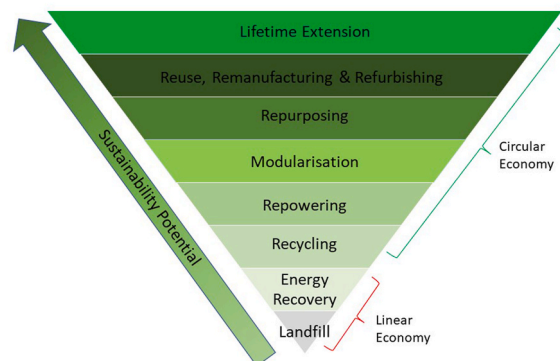 Lifetime Extension
Reuse, Remanufacturing & Refurbishing
Repurposing
Modularisation
Repowering
Recycling
Energy
Recovery
Landfill
Sustainability Potential
Circular
Economy
Linear
Economy